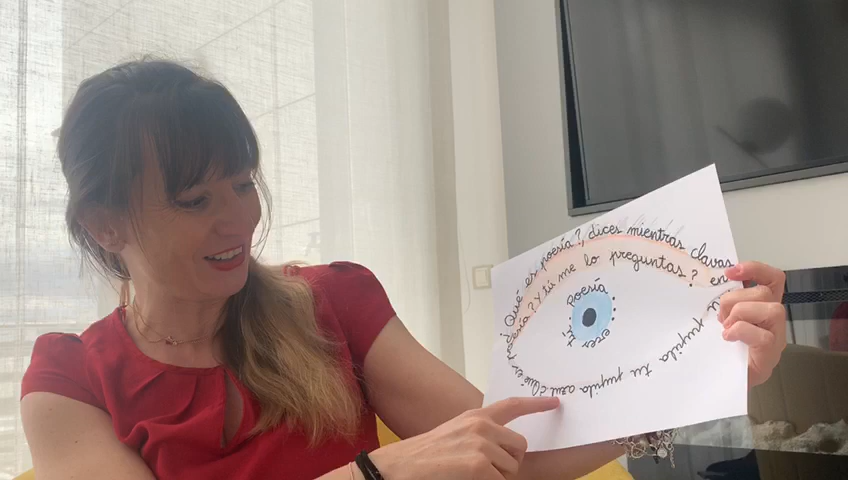 ¿Qué es poesía?, dices mientras clavas
en
pupila tu pupila azul ¿Qué es poesía? ¿Y tú me lo preguntas?
Poesía...
eres tú